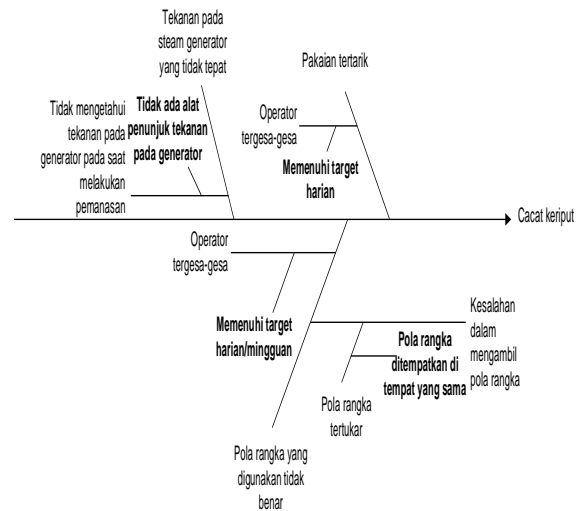 Tekanan pada
steam generator
yang tidak tepat
Pakaian tertarik
Tidak mengetahui
tekanan pada
generator pada saat
melakukan
pemanasan
Tidak ada alat
penunjuk tekanan
pada generator
Operator
tergesa-gesa
Memenuhi target
harian
Cacat keriput
Operator
tergesa-gesa
Memenuhi target
harian/mingguan
Kesalahan
dalam
mengambil
pola rangka
Pola rangka
ditempatkan di
tempat yang sama
Pola rangka
tertukar
Pola rangka yang
digunakan tidak
benar